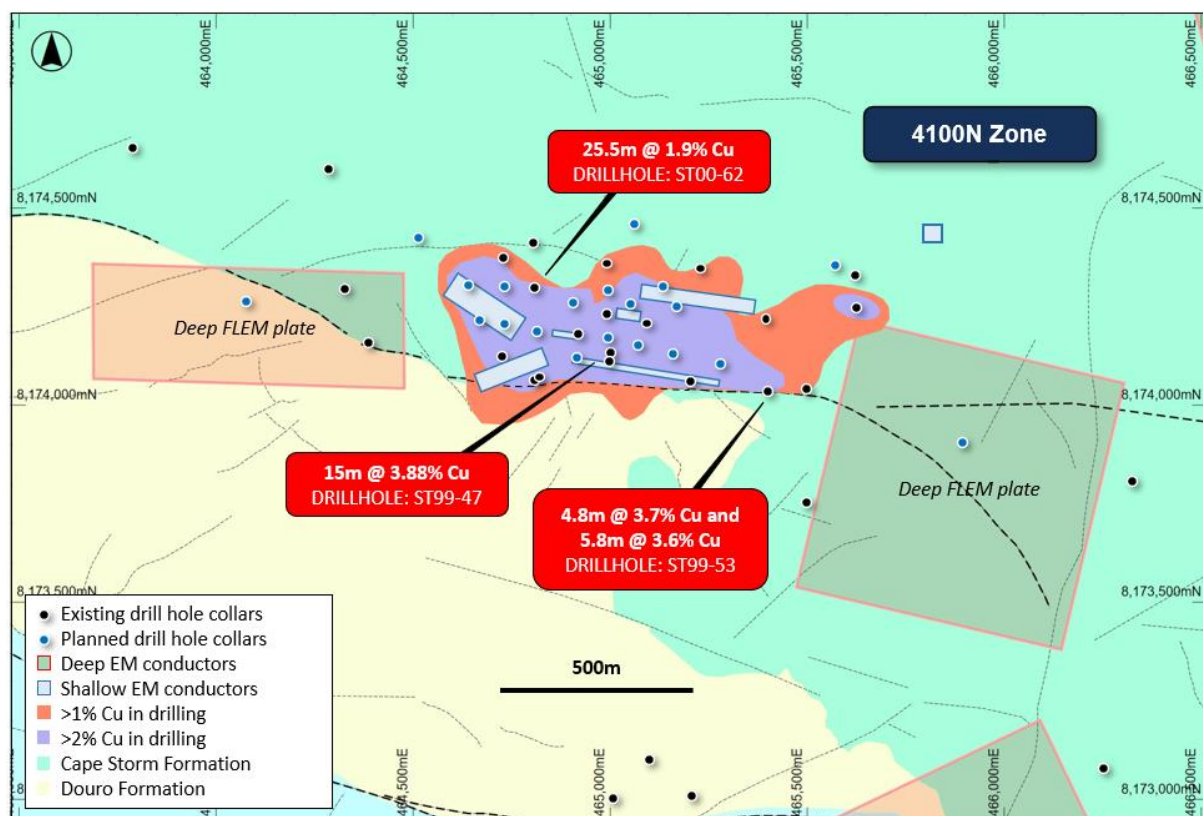 464,000mE
464,500mE
465,000mE
465,500mE
466,000mE
466,500mE
4100N Zone
25.5m @ 1.9% Cu
DRILLHOLE: ST00-62
8,174,500mN
8,174,500mN
Deep FLEM plate
8,174,000mN
8,174,000mN
15m @ 3.88% Cu
DRILLHOLE: ST99-47
4.8m @ 3.7% Cu and
5.8m @ 3.6% Cu
DRILLHOLE: ST99-53
Deep FLEM plate
8,173,500mN
8,173,500mN
500m
Existing drill hole collars
Planned drill hole collars
Deep EM conductors
Shallow EM conductors
>1% Cu in drilling
>2% Cu in drilling
Cape Storm Formation
Douro Formation
464,500mE
465,000mE
465,500mE
466,000mE
8,173,000mN